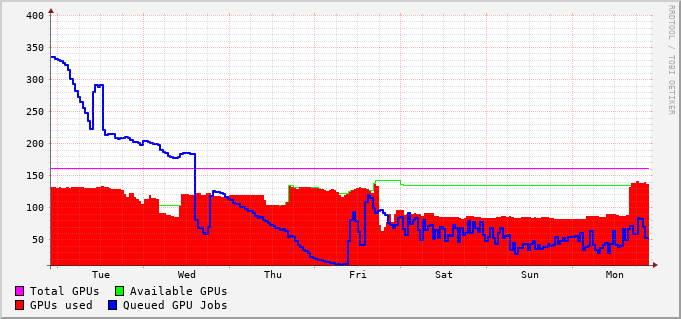 400
350
300
250
200
150
100
50
Tue Wed Thu Fri Sat Sun Mon
Total GPUs Available GPUs
GPUs used Queued GPU Jobs
RRDTOOL / TOBI OETIKER